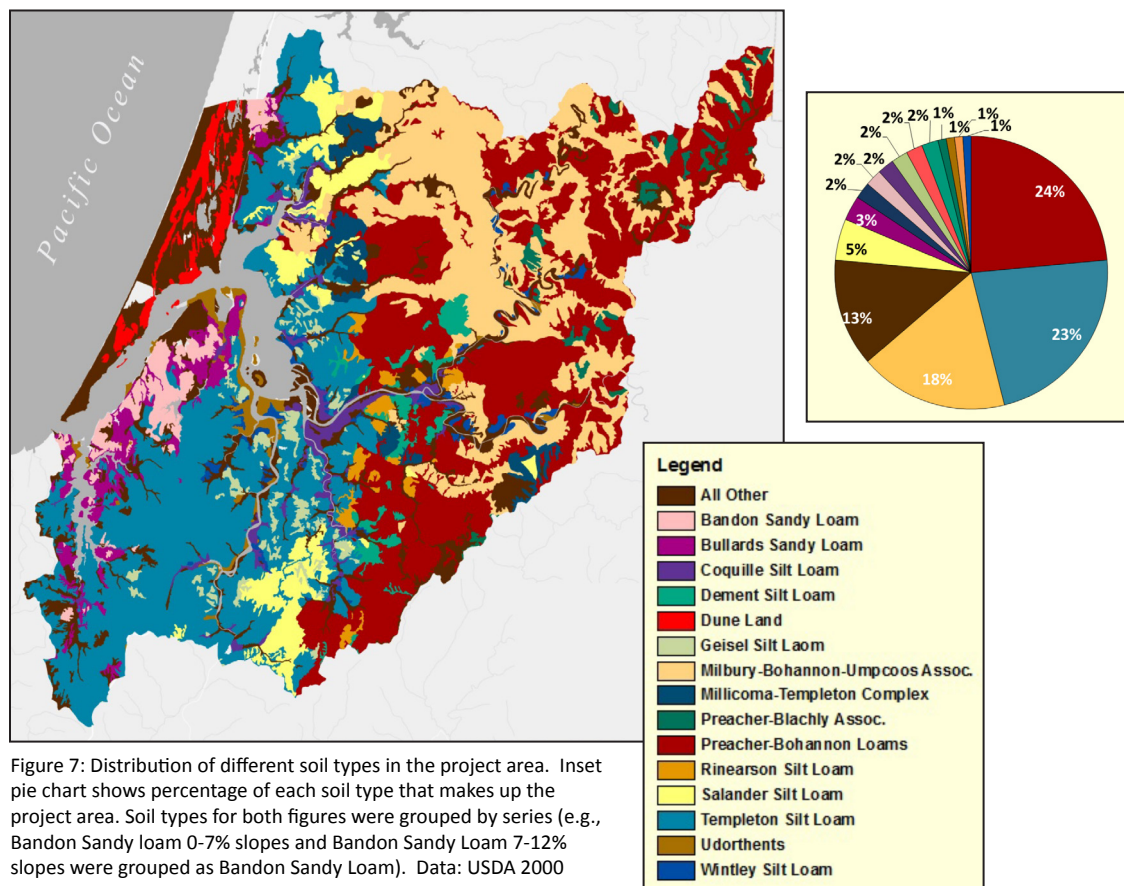 Pacific Ocean
1%
1%
1%
1%
2%
2%
2%
2%
2%
2%
3%
5%
13%
18%
23%
24%
Legend
All Other
Bandon Sandy Loam
Bullards Sandy Loam
Coquille Silt Loam
Dement Silt Loam
Dune Land
Geisel Silt Laom
Milbury-Bohannon-Umpcoos Assoc.
Millicoma-Templeton Complex
Preacher-Blachly Assoc.
Preacher-Bohannon Loams
Rinearson Silt Loam
Salander Silt Loam
Templeton Silt Loam
Udorthents
Wintley Silt Loam
Figure 7: Distribution of different soil types in the project area. Inset
pie chart shows percentage of each soil type that makes up the
project area. Soil types for both figures were grouped by series (e.g.,
Bandon Sandy loam 0-7% slopes and Bandon Sandy Loam 7-12%
slopes were grouped as Bandon Sandy Loam). Data: USDA 2000